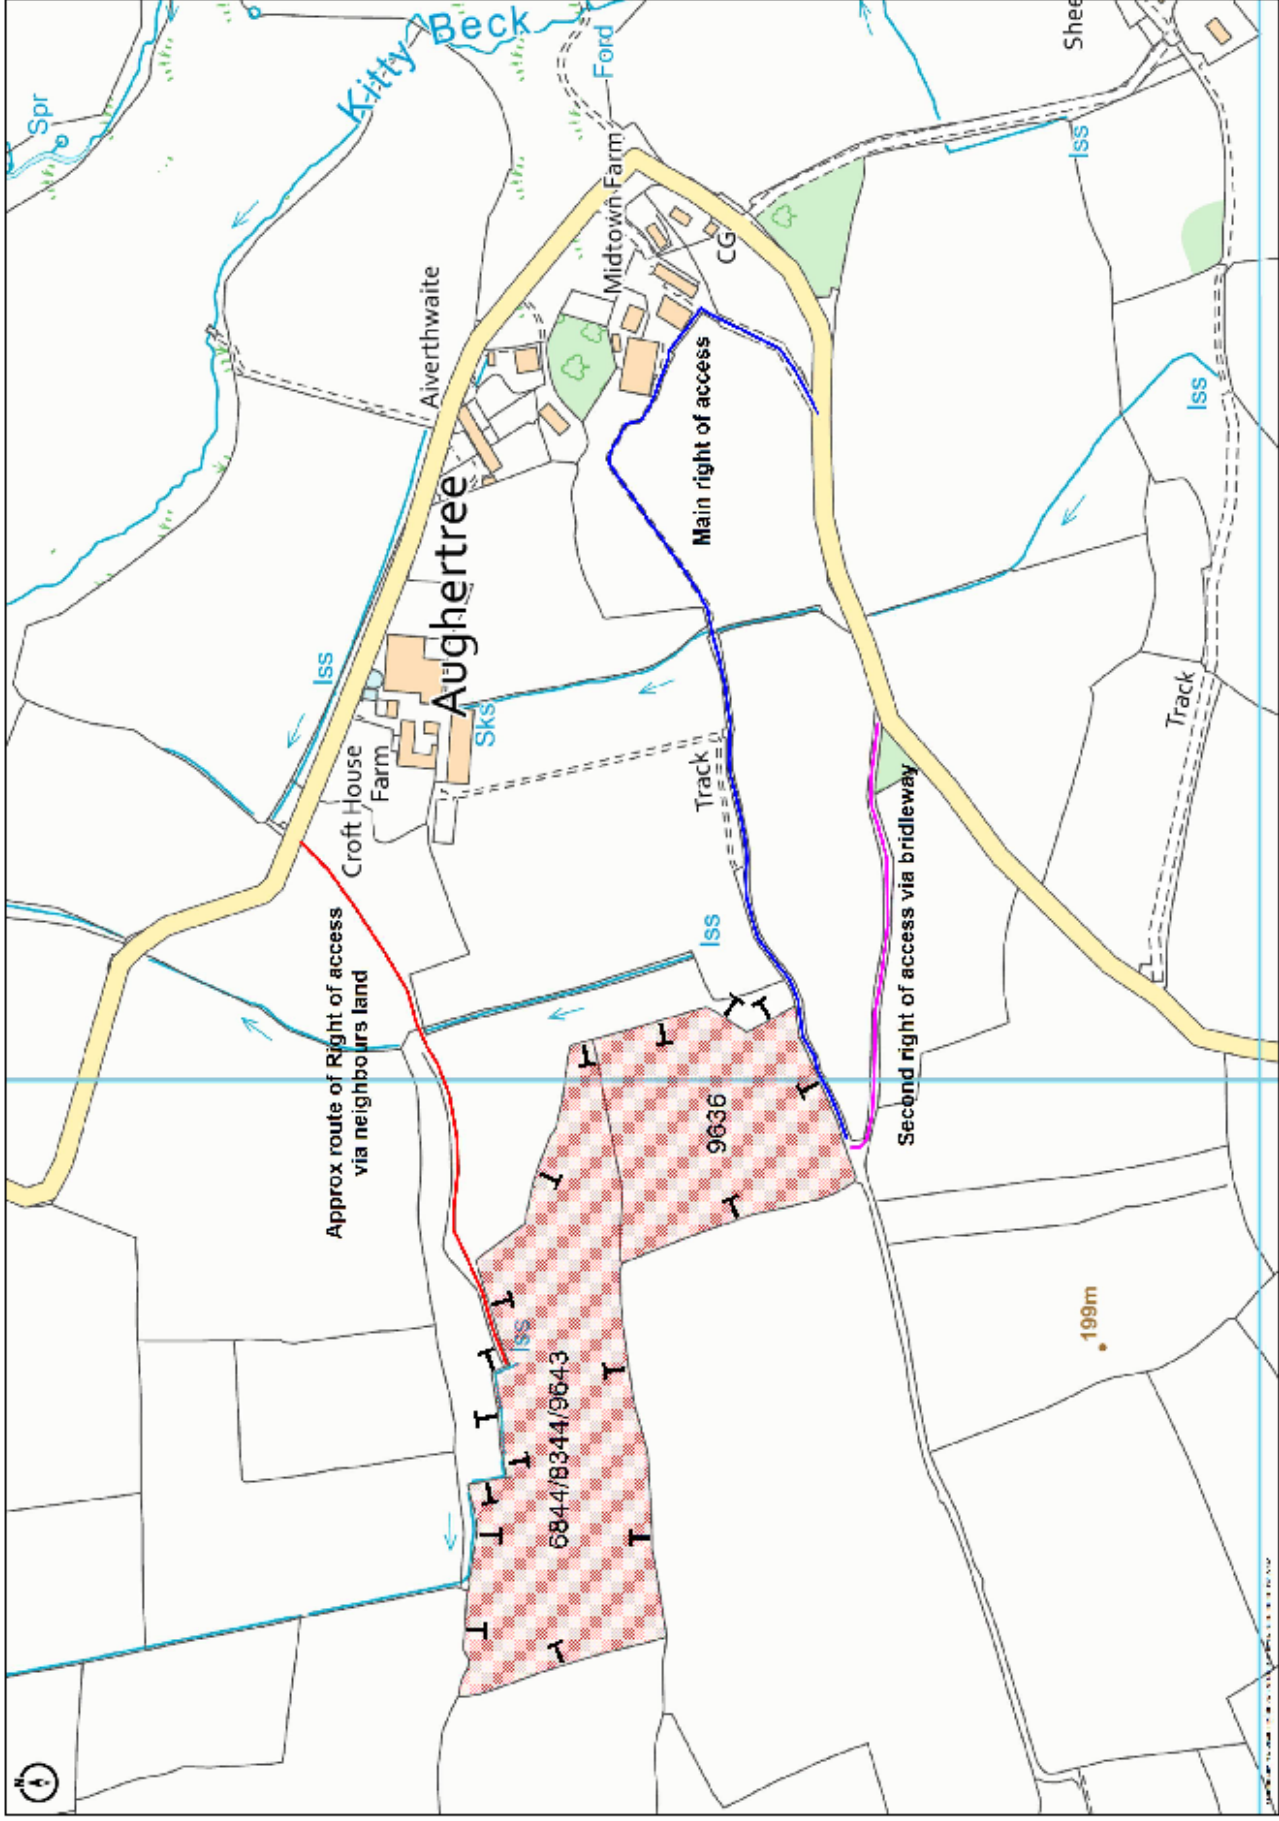 Spr
Kitty Beck
Ford
Shee
Iss
Midtown Farm
CG
Aiverthwaite
Iss
Main right of access
Aughertree
Iss
Sks
Croft House
Farm
Track
Track
Iss
Approx route of Right of access
via neighbours land
Second right of access via bridleway
9636
Iss
6844/8344/9643
199m
N